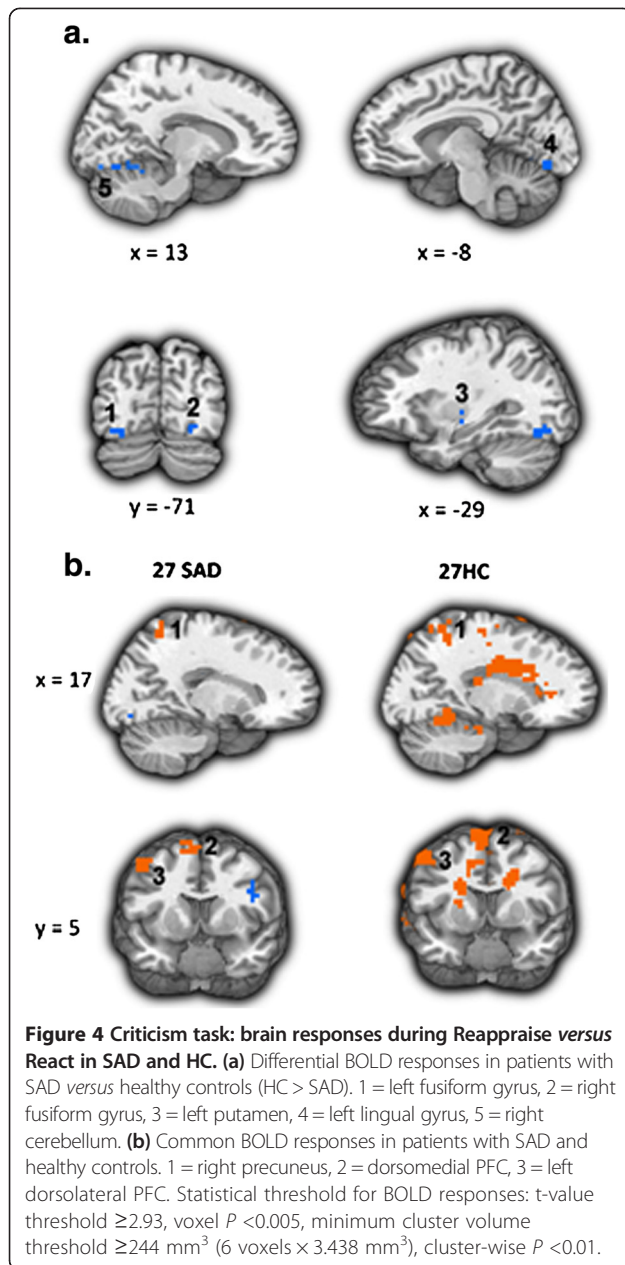 a.
5
4
x = 13
x = -8
1
2
3
y = -71
x = -29
b.
27 SAD
27HC
1
1
x = 17
2
2
3
3
y = 5
Figure 4 Criticism task: brain responses during Reappraise versus
React in SAD and HC. (a) Differential BOLD responses in patients with
SAD versus healthy controls (HC > SAD). 1 = left fusiform gyrus, 2 = right
fusiform gyrus, 3 = left putamen, 4 = left lingual gyrus, 5 = right
cerebellum. (b) Common BOLD responses in patients with SAD and
healthy controls. 1 = right precuneus, 2 = dorsomedial PFC, 3 = left
dorsolateral PFC. Statistical threshold for BOLD responses: t-value
threshold ≥2.93, voxel P <0.005, minimum cluster volume
threshold ≥244 mm³ (6 voxels × 3.438 mm³), cluster-wise P <0.01.